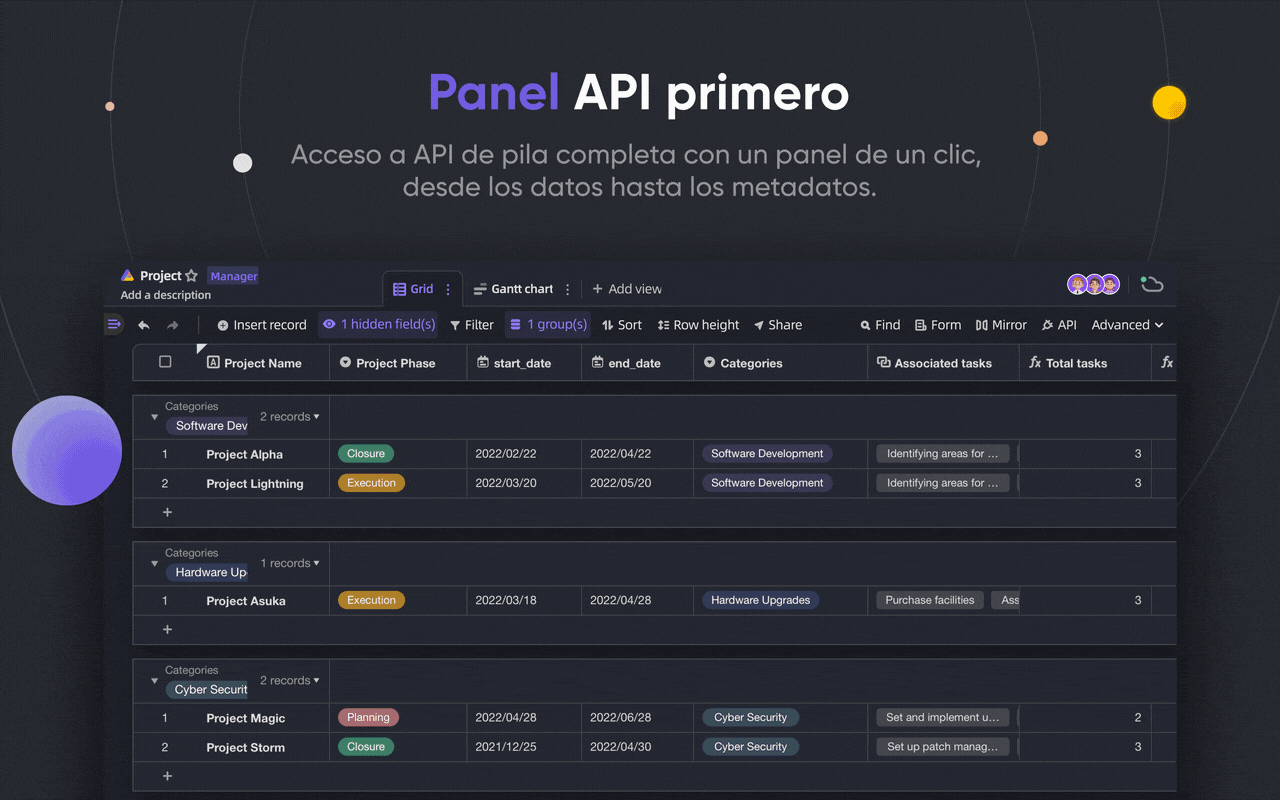 Panel API primero
Acceso a API de pila completa con un panel de un clic,
desde los datos hasta los metadatos.
Project Manager
Add a description
Grid Gantt chart Add view
Insert record 1 hidden field(s) Filter 1 group(s) Sort Row height Share Find Form Mirror API Advanced
Project Name Project Phase start_date end_date Categories Associated tasks fx Total tasks fx
Categories
Software Dev 2 records
1 Project Alpha Closure 2022/02/22 2022/04/22 Software Development Identifying areas for ... 3
2 Project Lightning Execution 2022/03/20 2022/05/20 Software Development Identifying areas for ... 3
+
Categories
Hardware Up 1 records
1 Project Asuka Execution 2022/03/18 2022/04/28 Hardware Upgrades Purchase facilities Ass 3
+
Categories
Cyber Securit 2 records
1 Project Magic Planning 2022/04/28 2022/06/28 Cyber Security Set and implement u... 2
2 Project Storm Closure 2021/12/25 2022/04/30 Cyber Security Set up patch manag... 3
+